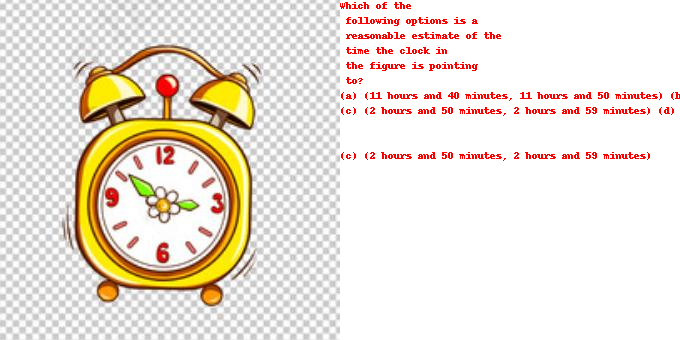 12
9
3
6
Which of the
following options is a
reasonable estimate of the
time the clock in
the figure is pointing
to?
(a) (11 hours and 40 minutes, 11 hours and 50 minutes) (b
(c) (2 hours and 50 minutes, 2 hours and 59 minutes) (d)
(c) (2 hours and 50 minutes, 2 hours and 59 minutes)